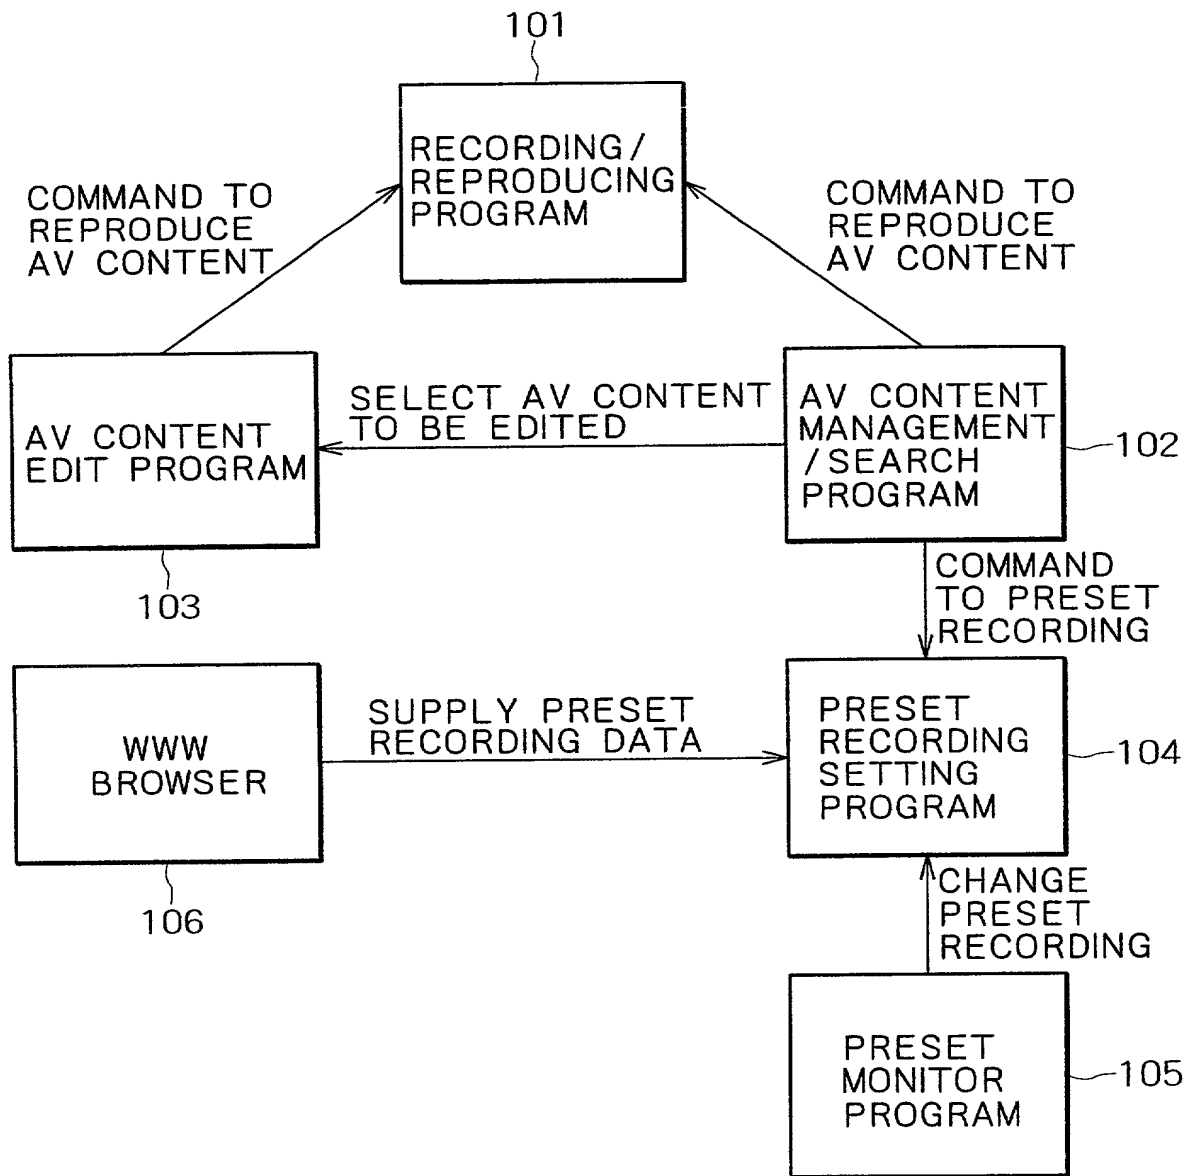 101
RECORDING/
REPRODUCING
PROGRAM
COMMAND TO
REPRODUCE
AV CONTENT
COMMAND TO
REPRODUCE
AV CONTENT
AV CONTENT
EDIT PROGRAM
103
SELECT AV CONTENT
TO BE EDITED
AV CONTENT
MANAGEMENT
/SEARCH
PROGRAM
102
COMMAND
TO PRESET
RECORDING
WWW
BROWSER
106
SUPPLY PRESET
RECORDING DATA
PRESET
RECORDING
SETTING
PROGRAM
104
CHANGE
PRESET
RECORDING
PRESET
MONITOR
PROGRAM
105